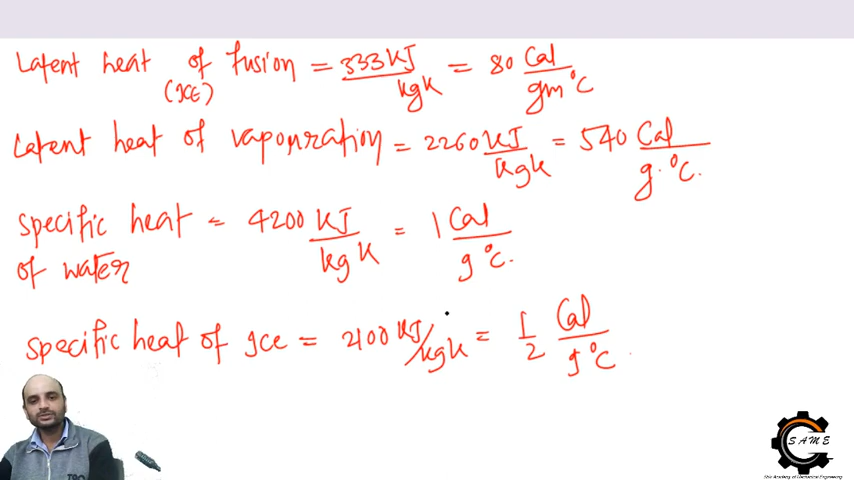 Latent heat of fusion = 333 KJ/kgK = 80 Cal/gm°C
(ICE)
Latent heat of vapouration = 2260 KJ/kgK = 540 Cal/g.°C.
Specific heat = 4200 KJ/kgK = 1 Cal/g°C.
of water
Specific heat of Ice = 2100 KJ/kgK = 1/2 Cal/g°C
SAME